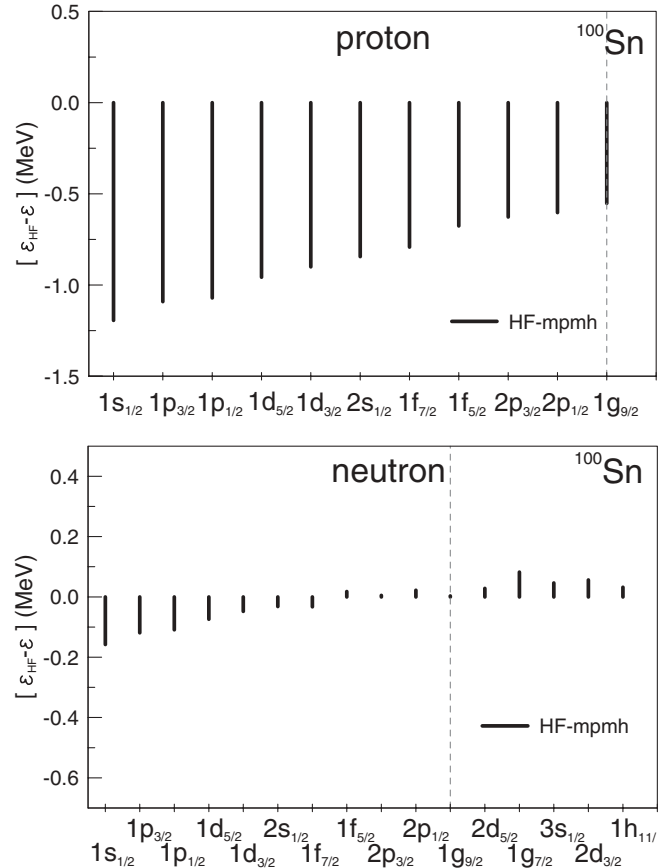 0.5
proton
¹⁰⁰Sn
0.0
-0.5
-1.0
-1.5
[ ε_HF-ε ] (MeV)
HF-mpmh
1s₁/₂ 1p₃/₂ 1p₁/₂ 1d₅/₂ 1d₃/₂ 2s₁/₂ 1f₇/₂ 1f₅/₂ 2p₃/₂ 2p₁/₂ 1g₉/₂
neutron
¹⁰⁰Sn
0.4
0.2
0.0
-0.2
-0.4
-0.6
[ ε_HF-ε ] (MeV)
HF-mpmh
1p₃/₂ 1d₅/₂ 2s₁/₂ 1f₅/₂ 2p₁/₂ 2d₅/₂ 3s₁/₂ 1h₁₁/
1s₁/₂ 1p₁/₂ 1d₃/₂ 1f₇/₂ 2p₃/₂ 1g₉/₂ 1g₇/₂ 2d₃/₂